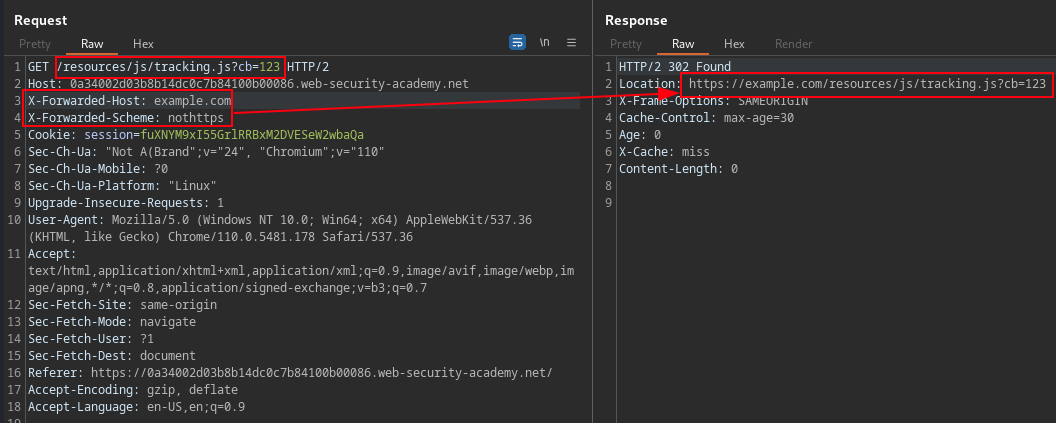 Request
Pretty Raw Hex \n
1 GET /resources/js/tracking.js?cb=123 HTTP/2
2 Host: 0a34002d03b8b14dc0c7b84100b00086.web-security-academy.net
3 X-Forwarded-Host: example.com
4 X-Forwarded-Scheme: nothttps
5 Cookie: session=fuXNYM9xI55GrlRRBxM2DVESeW2wbaQa
6 Sec-Ch-Ua: "Not A(Brand";v="24", "Chromium";v="110"
7 Sec-Ch-Ua-Mobile: ?0
8 Sec-Ch-Ua-Platform: "Linux"
9 Upgrade-Insecure-Requests: 1
10 User-Agent: Mozilla/5.0 (Windows NT 10.0; Win64; x64) AppleWebKit/537.36
(KHTML, like Gecko) Chrome/110.0.5481.178 Safari/537.36
11 Accept:
text/html,application/xhtml+xml,application/xml;q=0.9,image/avif,image/webp,im
age/apng,*/*;q=0.8,application/signed-exchange;v=b3;q=0.7
12 Sec-Fetch-Site: same-origin
13 Sec-Fetch-Mode: navigate
14 Sec-Fetch-User: ?1
15 Sec-Fetch-Dest: document
16 Referer: https://0a34002d03b8b14dc0c7b84100b00086.web-security-academy.net/
17 Accept-Encoding: gzip, deflate
18 Accept-Language: en-US,en;q=0.9
19
Response
Pretty Raw Hex Render
1 HTTP/2 302 Found
2 Location: https://example.com/resources/js/tracking.js?cb=123
3 X-Frame-Options: SAMEORIGIN
4 Cache-Control: max-age=30
5 Age: 0
6 X-Cache: miss
7 Content-Length: 0
8
9